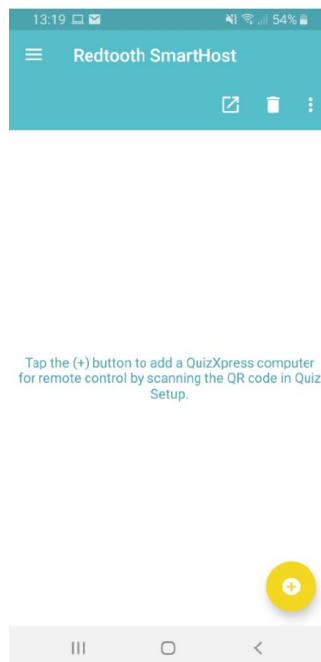 13:19 54%
Redtooth SmartHost
Tap the (+) button to add a QuizXpress computer
for remote control by scanning the QR code in Quiz
Setup.